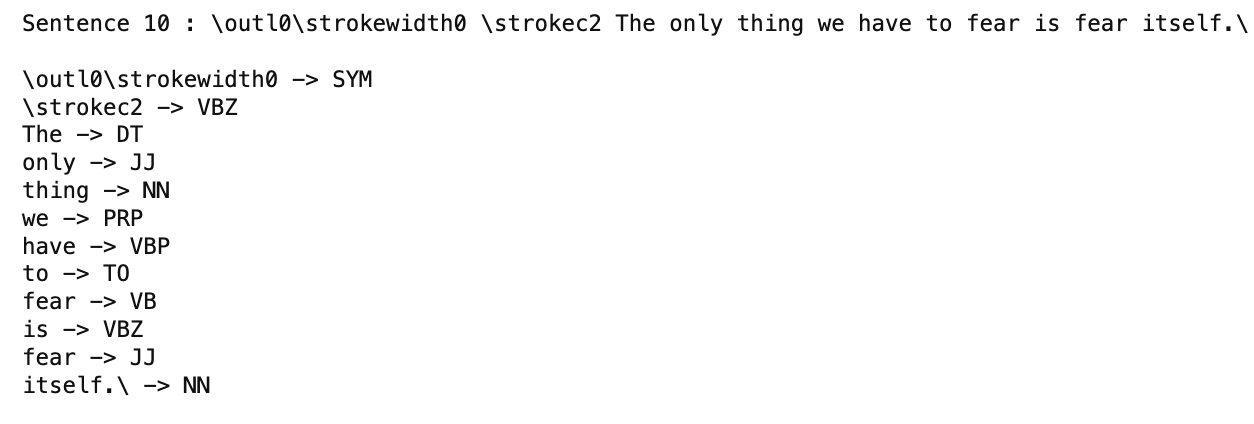 Sentence 10 : \outl0\strokewidth0 \strokec2 The only thing we have to fear is fear itself.\
\outl0\strokewidth0 -> SYM
\strokec2 -> VBZ
The -> DT
only -> JJ
thing -> NN
we -> PRP
have -> VBP
to -> TO
fear -> VB
is -> VBZ
fear -> JJ
itself.\ -> NN